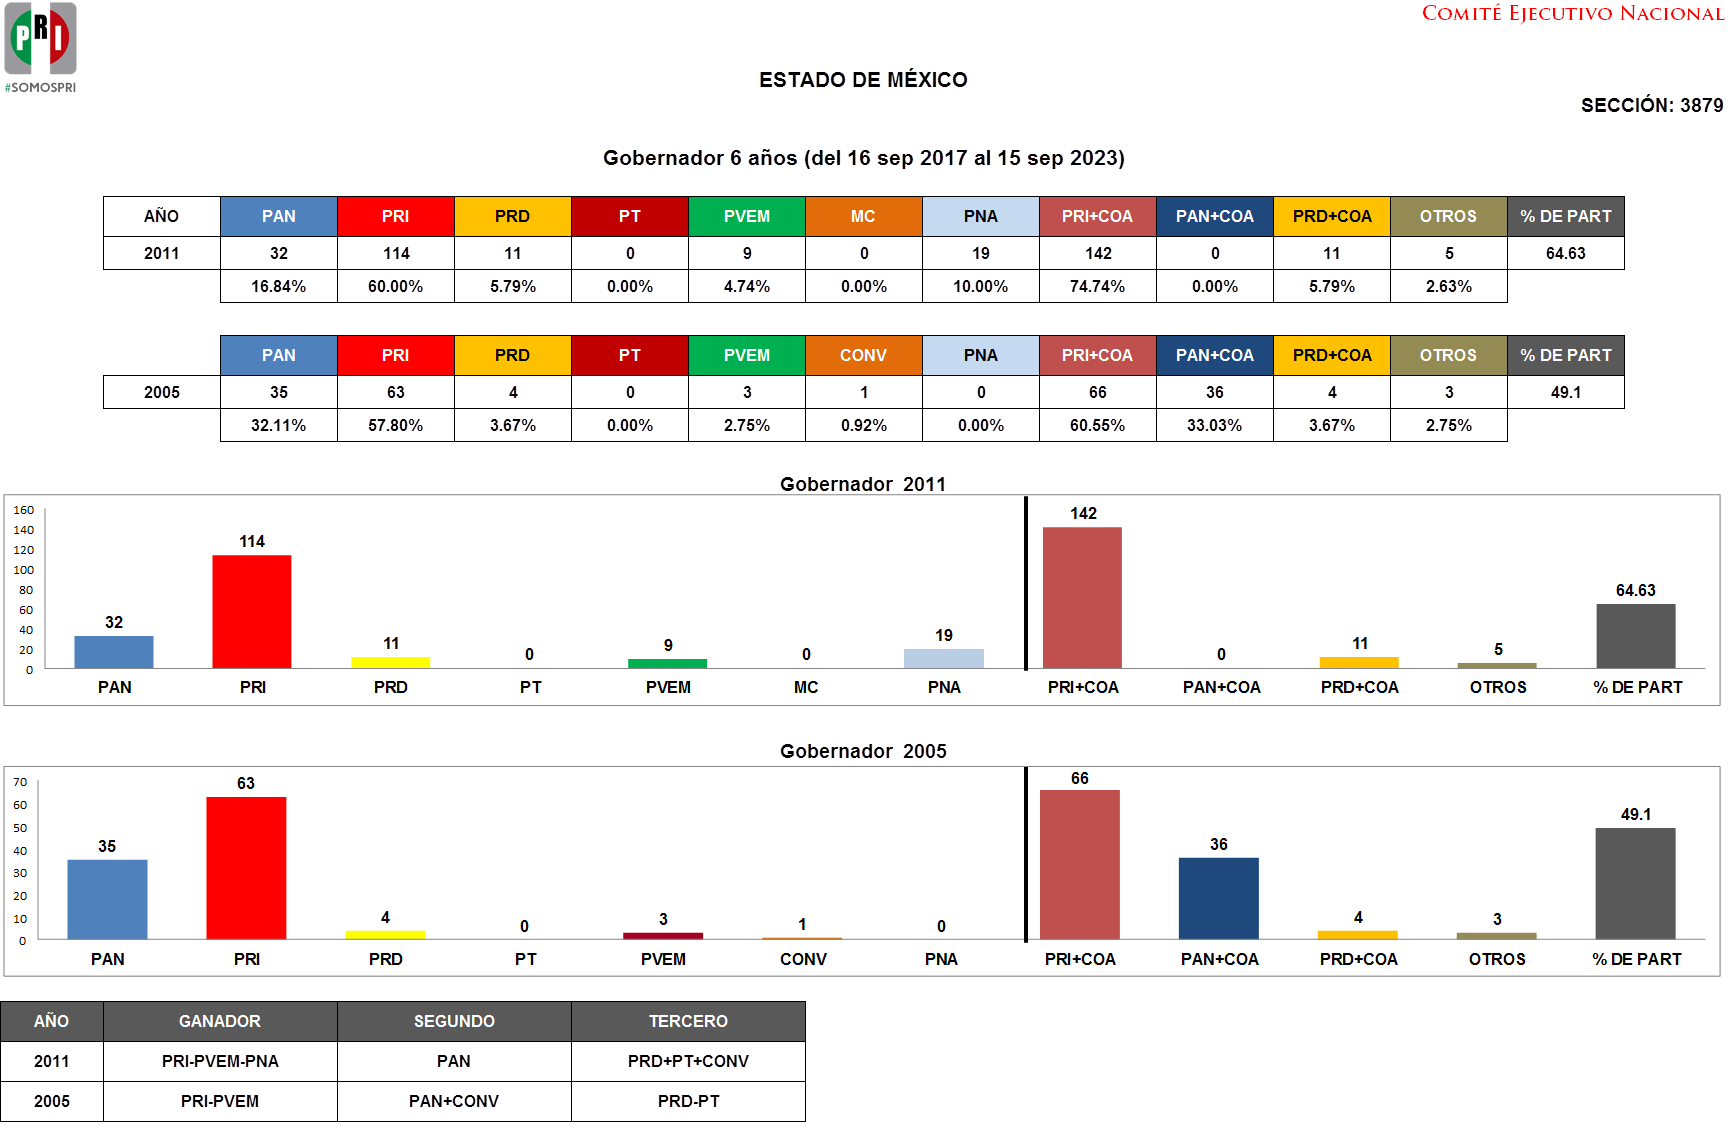 PRI
#SOMOSPRI
COMITÉ EJECUTIVO NACIONAL
ESTADO DE MÉXICO
SECCIÓN: 3879
Gobernador 6 años (del 16 sep 2017 al 15 sep 2023)
AÑO PAN PRI PRD PT PVEM MC PNA PRI+COA PAN+COA PRD+COA OTROS % DE PART
2011 32 114 11 0 9 0 19 142 0 11 5 64.63
16.84% 60.00% 5.79% 0.00% 4.74% 0.00% 10.00% 74.74% 0.00% 5.79% 2.63%
PAN PRI PRD PT PVEM CONV PNA PRI+COA PAN+COA PRD+COA OTROS % DE PART
2005 35 63 4 0 3 1 0 66 36 4 3 49.1
32.11% 57.80% 3.67% 0.00% 2.75% 0.92% 0.00% 60.55% 33.03% 3.67% 2.75%
Gobernador 2011
160
140
120
100
80
60
40
20
0
32 114 11 0 9 0 19 142 0 11 5 64.63
PAN PRI PRD PT PVEM MC PNA PRI+COA PAN+COA PRD+COA OTROS % DE PART
Gobernador 2005
70
60
50
40
30
20
10
0
35 63 4 0 3 1 0 66 36 4 3 49.1
PAN PRI PRD PT PVEM CONV PNA PRI+COA PAN+COA PRD+COA OTROS % DE PART
AÑO GANADOR SEGUNDO TERCERO
2011 PRI-PVEM-PNA PAN PRD+PT+CONV
2005 PRI-PVEM PAN+CONV PRD-PT